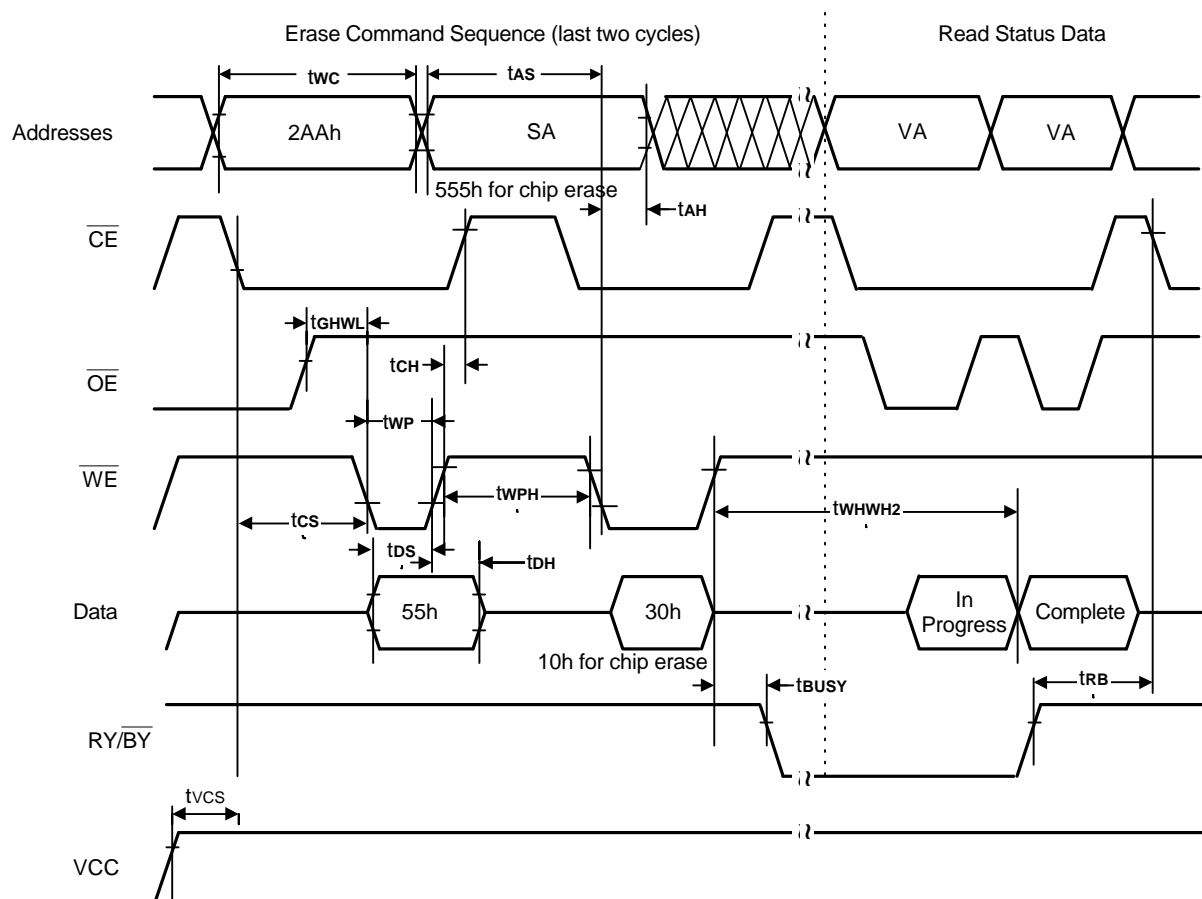 Erase Command Sequence (last two cycles)
Read Status Data
tWC
tAS
Addresses
2AAh
SA
VA
VA
555h for chip erase
tAH
CE
tGHWL
tCH
OE
tWP
WE
tWPH
tWHWH2
tCS
tDS
tDH
Data
55h
30h
In Progress
Complete
10h for chip erase
tBUSY
tRB
RY/BY
tVCS
VCC